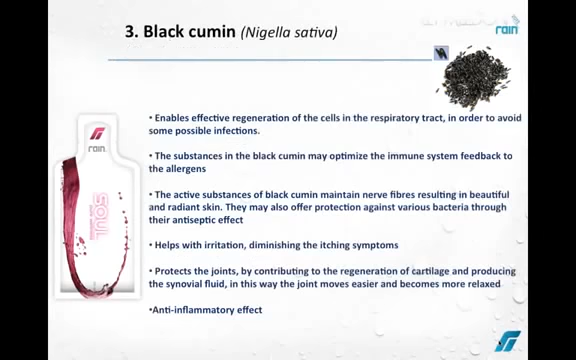 rain
3. Black cumin (Nigella sativa)
• Enables effective regeneration of the cells in the respiratory tract, in order to avoid
some possible infections.
• The substances in the black cumin may optimize the immune system feedback to
the allergens
• The active substances of black cumin maintain nerve fibres resulting in beautiful
and radiant skin. They may also offer protection against various bacteria through
their antiseptic effect
• Helps with irritation, diminishing the itching symptoms
• Protects the joints, by contributing to the regeneration of cartilage and producing
the synovial fluid, in this way the joint moves easier and becomes more relaxed
• Anti-inflammatory effect
rain
SOUL